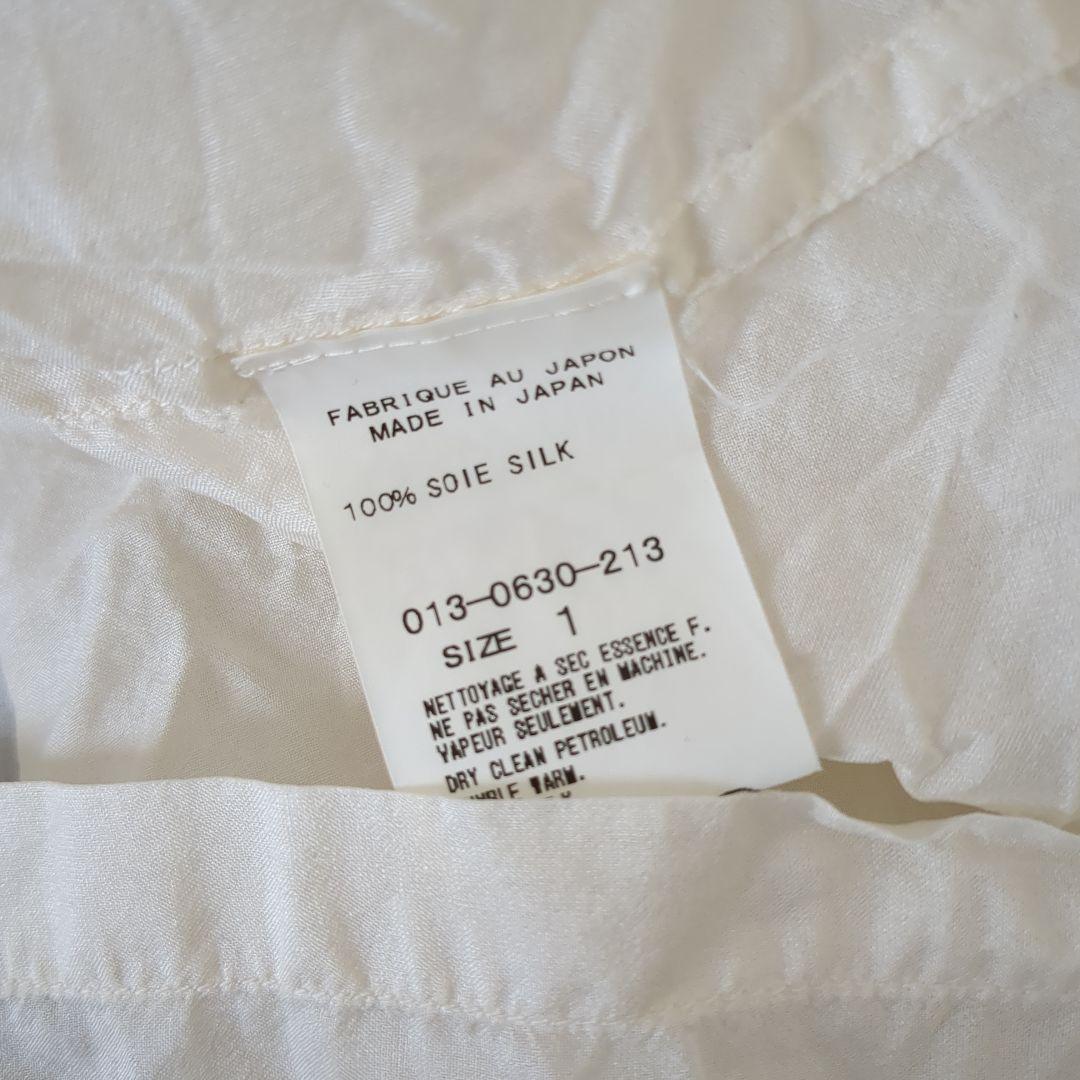 FABRIQUE AU JAPON
MADE IN JAPAN
100% SOIE SILK
013-0630-213
SIZE 1
NETTOYAGE A SEC ESSENCE F.
NE PAS SECHER EN MACHINE.
VAPEUR SEULEMENT.
DRY CLEAN PETROLEUM.
WARM.